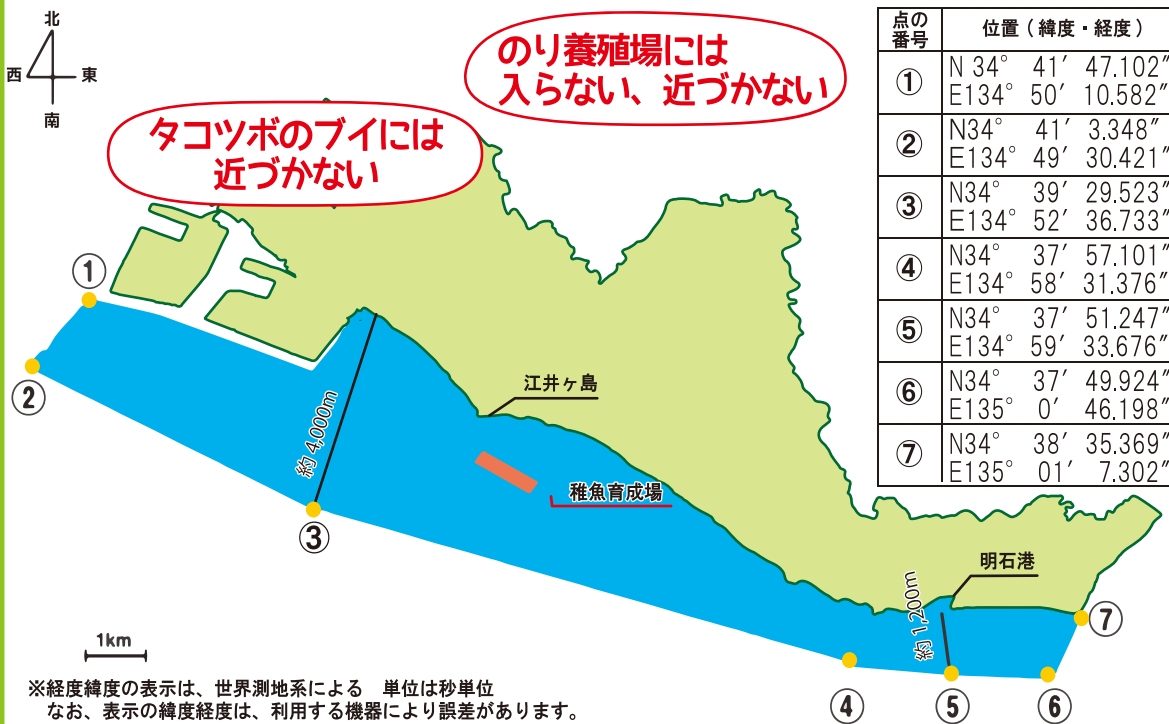 北
西
東
南
のり養殖場には
入らない、近づかない
タコツボのブイには
近づかない
点の
番号
位置(緯度・経度)
①
N 34° 41′ 47.102″
E134° 50′ 10.582″
②
N34° 41′ 3.348″
E134° 49′ 30.421″
③
N34° 39′ 29.523″
E134° 52′ 36.733″
④
N34° 37′ 57.101″
E134° 58′ 31.376″
⑤
N34° 37′ 51.247″
E134° 59′ 33.676″
⑥
N34° 37′ 49.924″
E135° 0′ 46.198″
⑦
N34° 38′ 35.369″
E135° 01′ 7.302″
①
②
約 4,000m
江井ヶ島
稚魚育成場
③
明石港
約 1,200m
⑦
④
⑤
⑥
1km
※経度緯度の表示は、世界測地系による 単位は秒単位
なお、表示の緯度経度は、利用する機器により誤差があります。